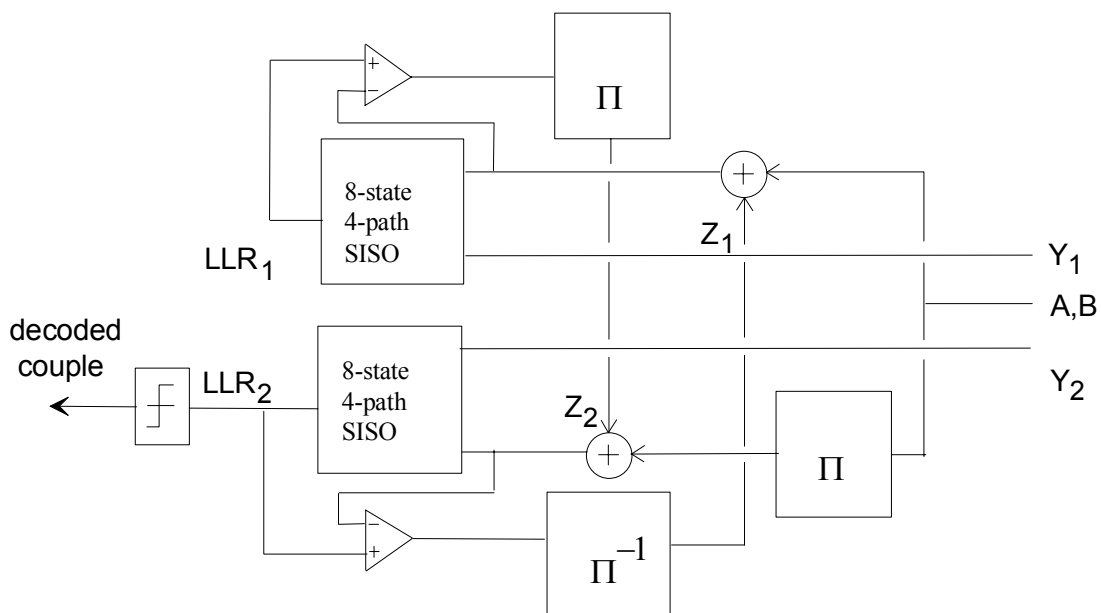 +
−
Π
8-state
4-path
SISO
+
Z1
LLR1
Y1
A,B
decoded
couple
LLR2
8-state
4-path
SISO
Z2
+
Y2
Π
−
+
Π−1